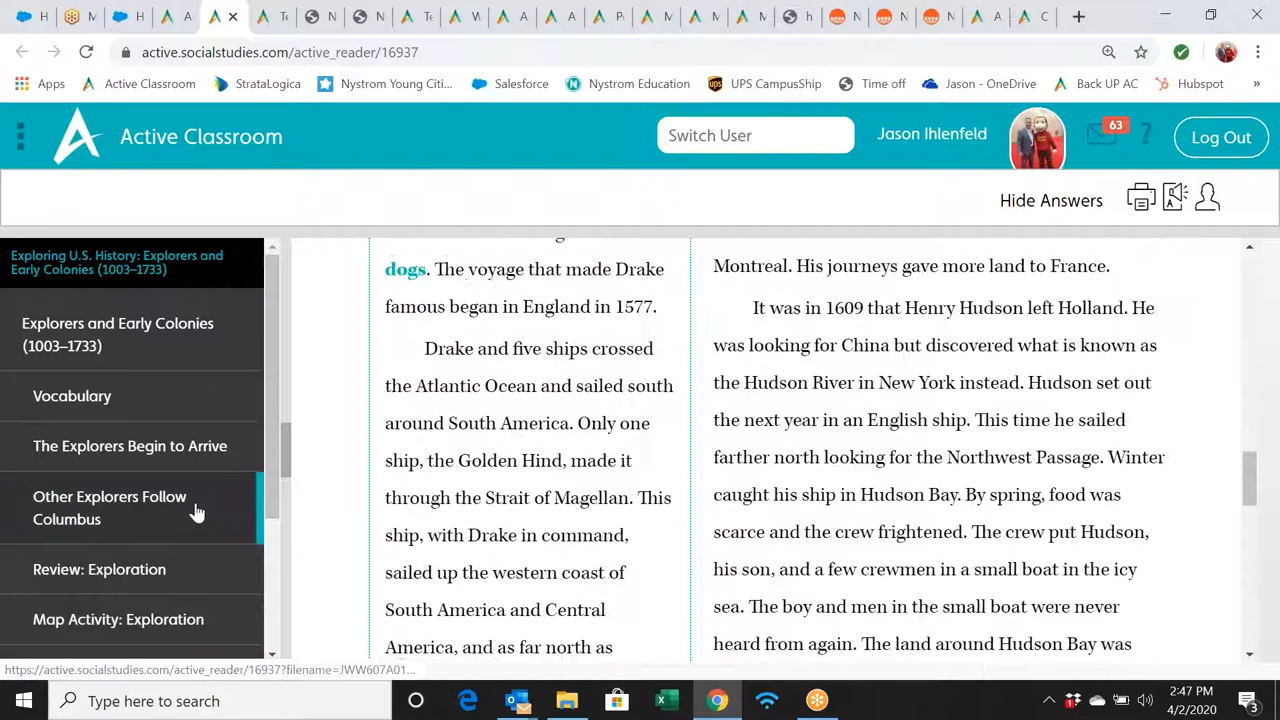 H
H
A
A
Te
N
N
Te
W
A
A
P
M
M
M
h
N
N
N
A
C
active.socialstudies.com/active_reader/16937
Apps
Active Classroom
StrataLogica
Nystrom Young Citi...
Salesforce
Nystrom Education
UPS CampusShip
Time off
Jason - OneDrive
Back UP AC
Hubspot
»
Active Classroom
Switch User
Jason Ihlenfeld
63
?
Log Out
Hide Answers
Exploring U.S. History: Explorers and
Early Colonies (1003–1733)
Explorers and Early Colonies
(1003–1733)
Vocabulary
The Explorers Begin to Arrive
Other Explorers Follow
Columbus
Review: Exploration
Map Activity: Exploration
dogs. The voyage that made Drake
famous began in England in 1577.
Drake and five ships crossed
the Atlantic Ocean and sailed south
around South America. Only one
ship, the Golden Hind, made it
through the Strait of Magellan. This
ship, with Drake in command,
sailed up the western coast of
South America and Central
America, and as far north as
Montreal. His journeys gave more land to France.
It was in 1609 that Henry Hudson left Holland. He
was looking for China but discovered what is known as
the Hudson River in New York instead. Hudson set out
the next year in an English ship. This time he sailed
farther north looking for the Northwest Passage. Winter
caught his ship in Hudson Bay. By spring, food was
scarce and the crew frightened. The crew put Hudson,
his son, and a few crewmen in a small boat in the icy
sea. The boy and men in the small boat were never
heard from again. The land around Hudson Bay was
https://active.socialstudies.com/active_reader/16937?filename=JWW607A01...
Type here to search
2:47 PM
4/2/2020
3